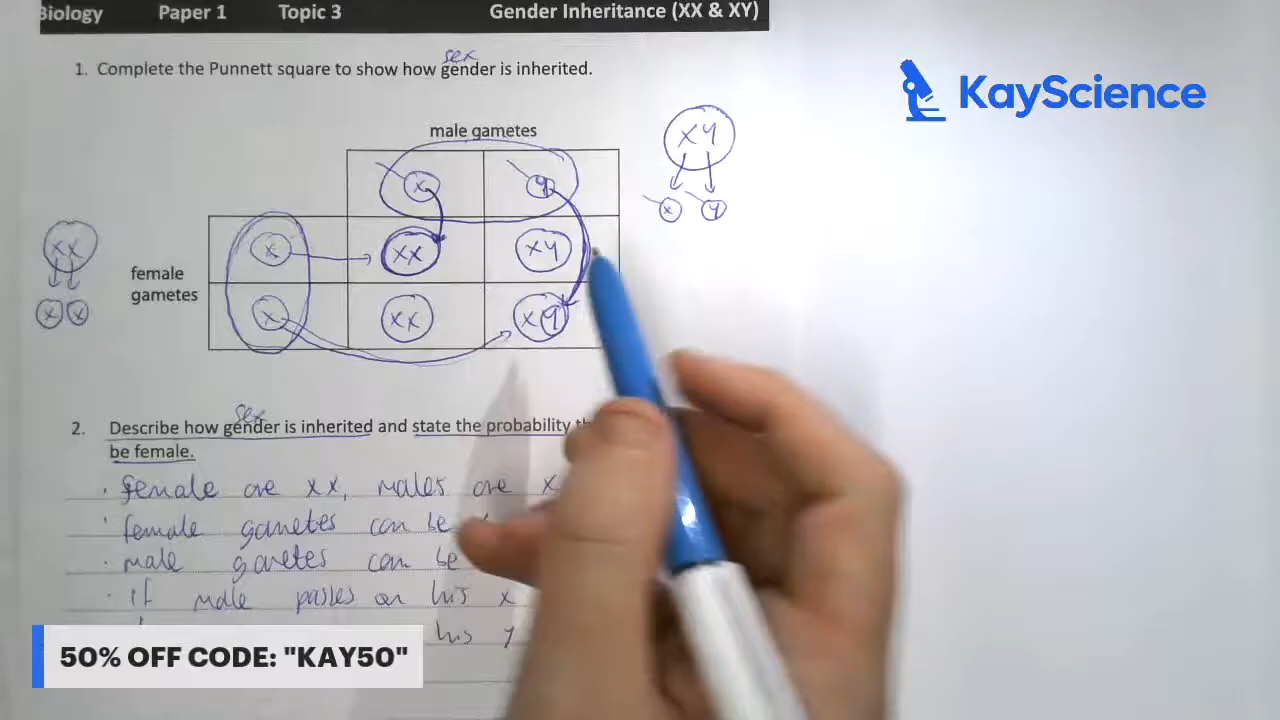 Biology Paper 1 Topic 3 Gender Inheritance (XX & XY)
KayScience
sex
1. Complete the Punnett square to show how gender is inherited.
male gametes
XY
x y
x y
XX
x x
female
gametes
x XX XY
x XX XY
sex
2. Describe how gender is inherited and state the probability
be female.
· female are XX, males are X
· female gametes can be
· male gametes can be
· If male passes on his X
his Y
50% OFF CODE: "KAY50"